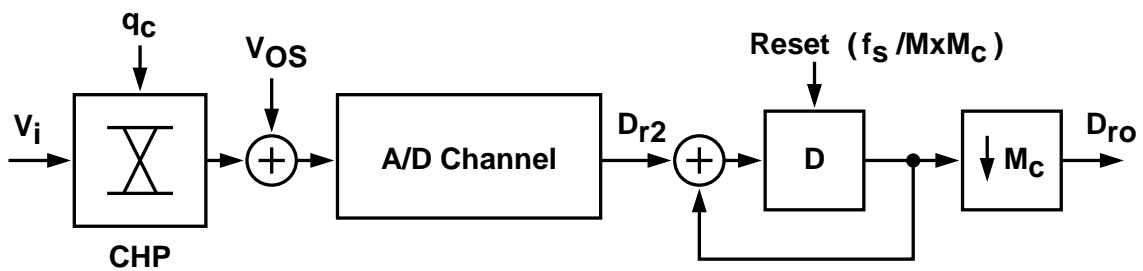 q_c
V_OS
Reset (f_s/MxM_c)
V_i
A/D Channel
D_r2
D
↓ M_c
D_ro
CHP